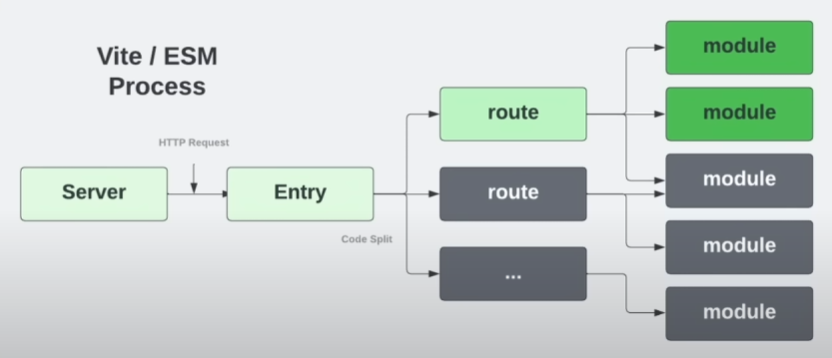 Vite / ESM
Process
HTTP Request
Server
Entry
Code Split
route
route
...
module
module
module
module
module